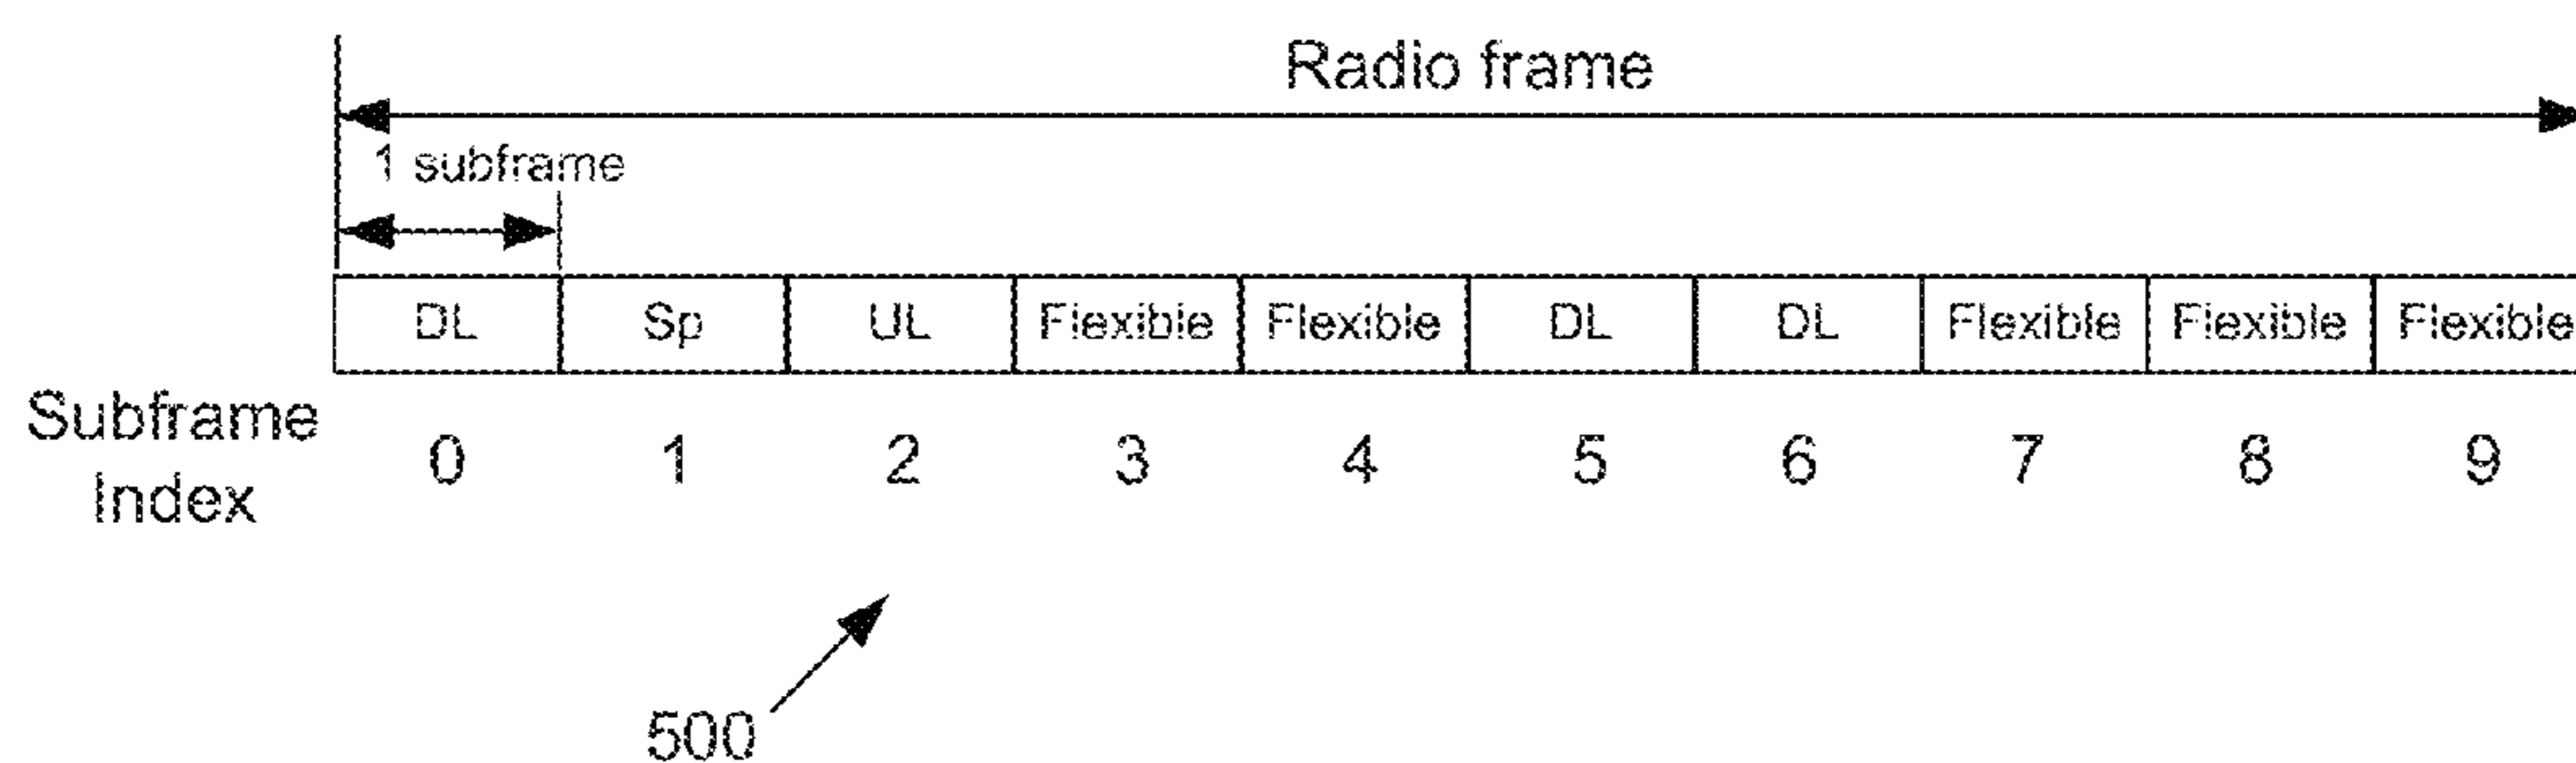 Radio frame
1 subframe
DL Sp UL Flexible Flexible DL DL Flexible Flexible Flexible
Subframe
Index
0 1 2 3 4 5 6 7 8 9
500